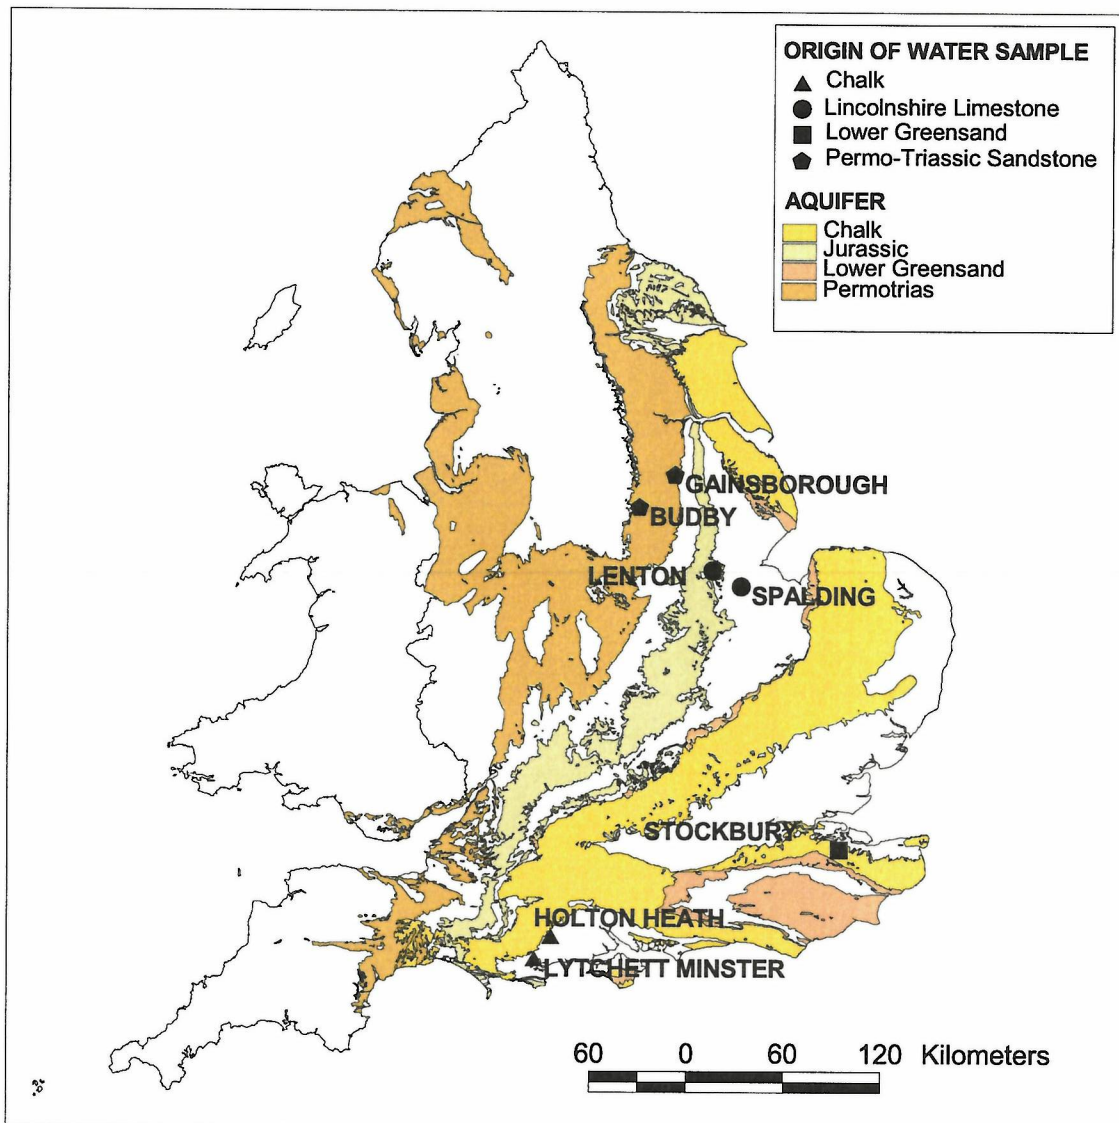 ORIGIN OF WATER SAMPLE
Chalk
Lincolnshire Limestone
Lower Greensand
Permo-Triassic Sandstone
AQUIFER
Chalk
Jurassic
Lower Greensand
Permotrias
GAINSBOROUGH
BUDBY
LENTON
SPALDING
STOCKBURY
HOLTON HEATH
LYTCHETT MINSTER
60 0 60 120 Kilometers